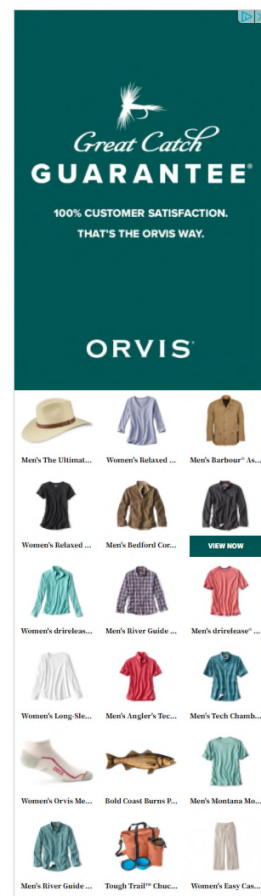 Great Catch
GUARANTEE®
100% CUSTOMER SATISFACTION.
THAT'S THE ORVIS WAY.
ORVIS
Men's The Ultimat...
Women's Relaxed ...
Men's Barbour® As...
Women's Relaxed ...
Men's Bedford Cor...
VIEW NOW
Women's drireleas...
Men's River Guide ...
Men's drirelease® ...
Women's Long-Sle...
Men's Angler's Tec...
Men's Tech Chamb...
Women's Orvis Me...
Bold Coast Burns P...
Men's Montana Mo...
Men's River Guide ...
Tough Trail™ Chuc...
Women's Easy Cas...